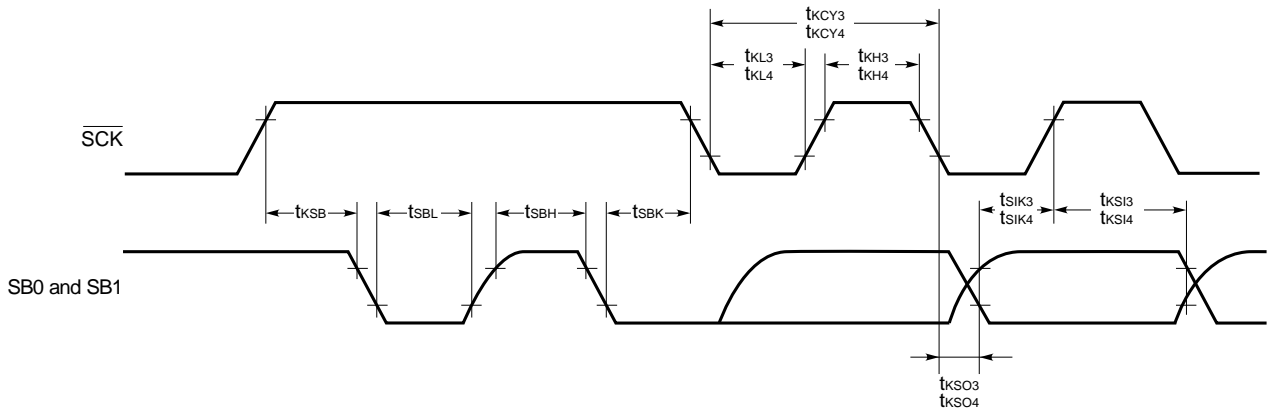 tKCY3
tKCY4
tKL3
tKL4
tKH3
tKH4
SCK
tKSB
tSBL
tSBH
tSBK
tSIK3
tSIK4
tKSI3
tKSI4
SB0 and SB1
tKSO3
tKSO4